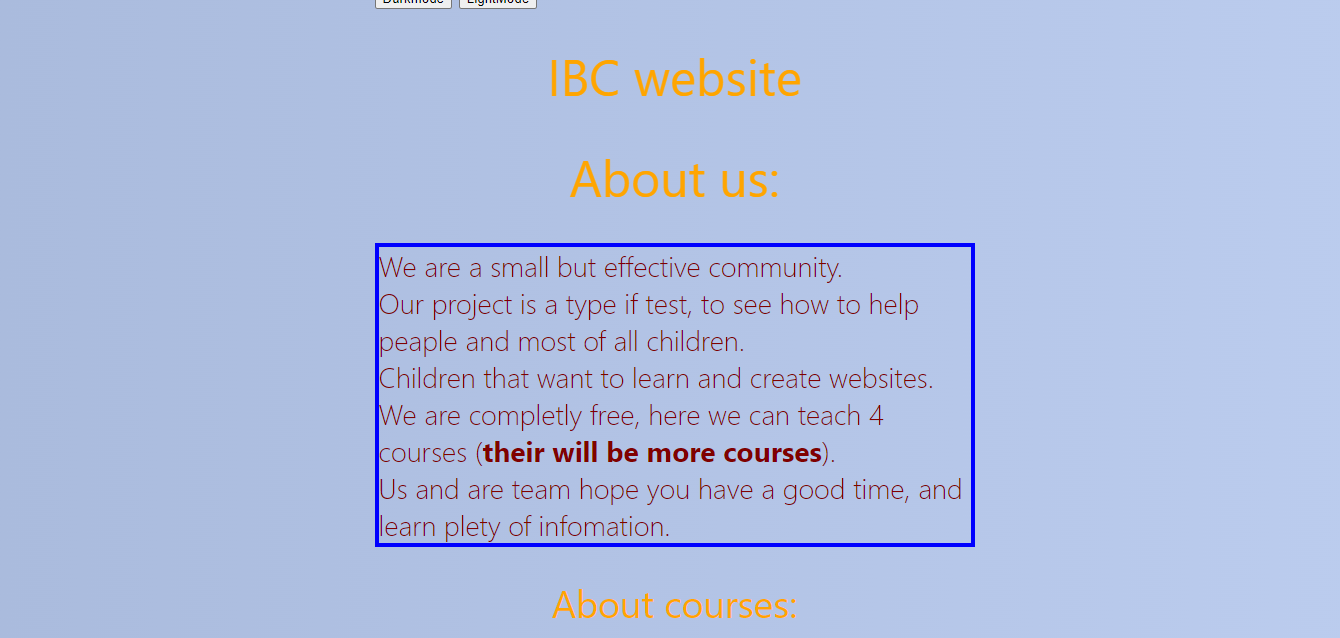 Darkmode LightMode
IBC website
About us:
We are a small but effective community.
Our project is a type if test, to see how to help
peaple and most of all children.
Children that want to learn and create websites.
We are completly free, here we can teach 4
courses (their will be more courses).
Us and are team hope you have a good time, and
learn plety of infomation.
About courses: